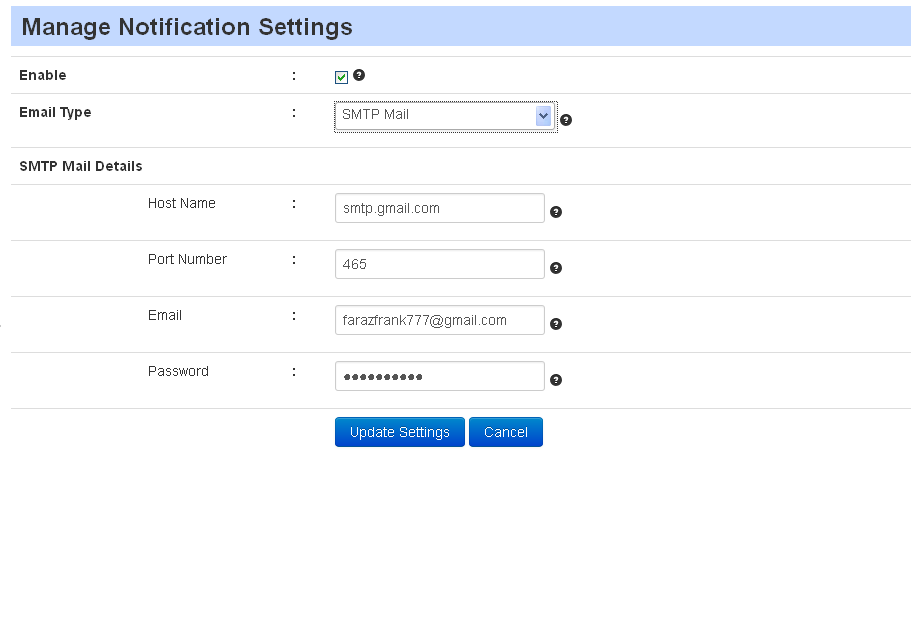 Manage Notification Settings
Enable :
Email Type : SMTP Mail
SMTP Mail Details
Host Name : smtp.gmail.com
Port Number : 465
Email : farazfrank777@gmail.com
Password : ••••••••••
Update Settings Cancel